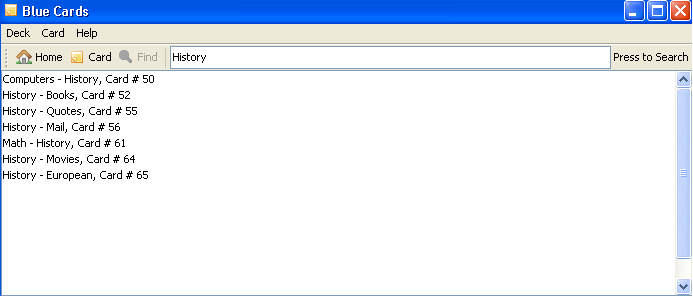 Blue Cards
Deck Card Help
Home Card Find History Press to Search
Computers - History, Card # 50
History - Books, Card # 52
History - Quotes, Card # 55
History - Mail, Card # 56
Math - History, Card # 61
History - Movies, Card # 64
History - European, Card # 65